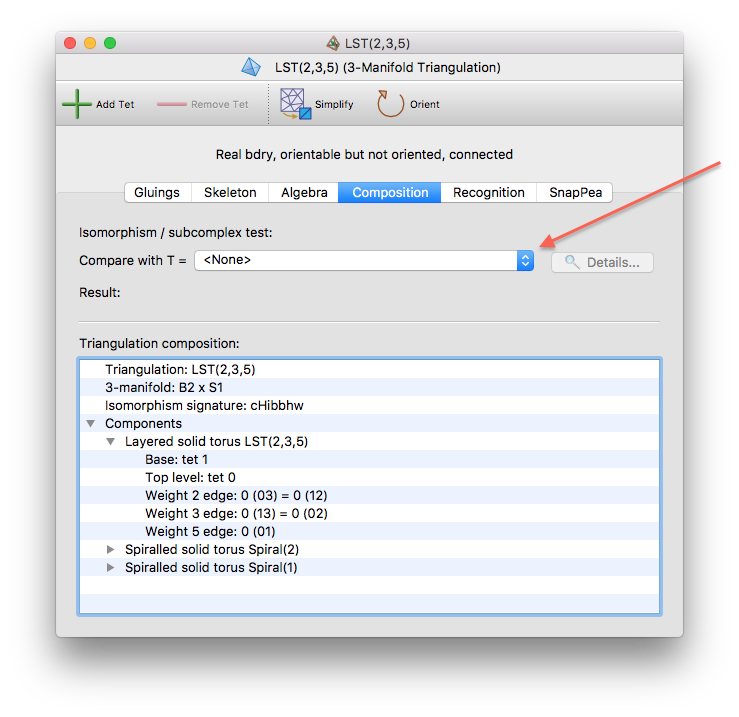 LST(2,3,5)
LST(2,3,5) (3-Manifold Triangulation)
Add Tet Remove Tet Simplify Orient
Real bdry, orientable but not oriented, connected
Gluings Skeleton Algebra Composition Recognition SnapPea
Isomorphism / subcomplex test:
Compare with T = <None> Details...
Result:
Triangulation composition:
Triangulation: LST(2,3,5)
3-manifold: B2 x S1
Isomorphism signature: cHibbhw
Components
Layered solid torus LST(2,3,5)
Base: tet 1
Top level: tet 0
Weight 2 edge: 0 (03) = 0 (12)
Weight 3 edge: 0 (13) = 0 (02)
Weight 5 edge: 0 (01)
Spiralled solid torus Spiral(2)
Spiralled solid torus Spiral(1)